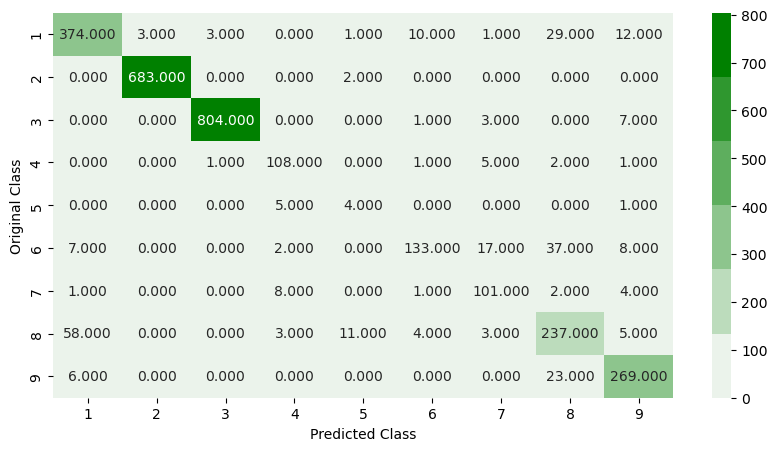 1 374.000 3.000 3.000 0.000 1.000 10.000 1.000 29.000 12.000
2 0.000 683.000 0.000 0.000 2.000 0.000 0.000 0.000 0.000
3 0.000 0.000 804.000 0.000 0.000 1.000 3.000 0.000 7.000
4 0.000 0.000 1.000 108.000 0.000 1.000 5.000 2.000 1.000
5 0.000 0.000 0.000 5.000 4.000 0.000 0.000 0.000 1.000
6 7.000 0.000 0.000 2.000 0.000 133.000 17.000 37.000 8.000
7 1.000 0.000 0.000 8.000 0.000 1.000 101.000 2.000 4.000
8 58.000 0.000 0.000 3.000 11.000 4.000 3.000 237.000 5.000
9 6.000 0.000 0.000 0.000 0.000 0.000 0.000 23.000 269.000
1 2 3 4 5 6 7 8 9
Predicted Class
Original Class
800
700
600
500
400
300
200
100
0